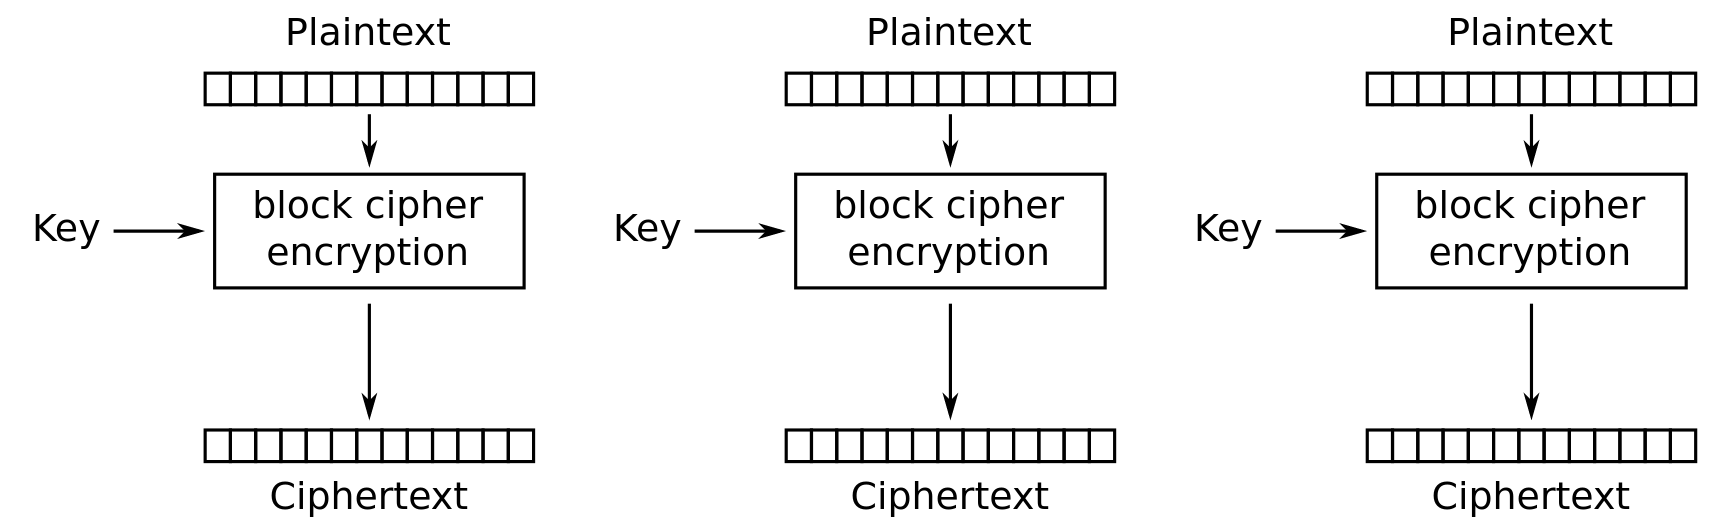 Plaintext
Plaintext
Plaintext
Key
block cipher
encryption
Key
block cipher
encryption
Key
block cipher
encryption
Ciphertext
Ciphertext
Ciphertext